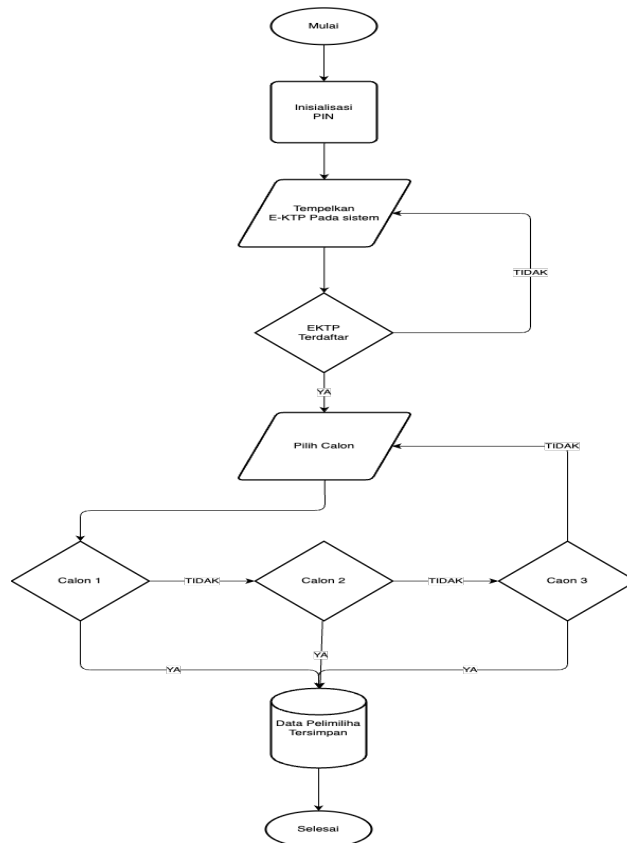 Mulai
Inisialisasi
PIN
Tempelkan
E-KTP Pada sistem
TIDAK
EKTP
Terdaftar
YA
Pilih Calon
TIDAK
Calon 1
TIDAK
Calon 2
TIDAK
Caon 3
YA
YA
YA
Data Pelimiliha
Tersimpan
Selesai